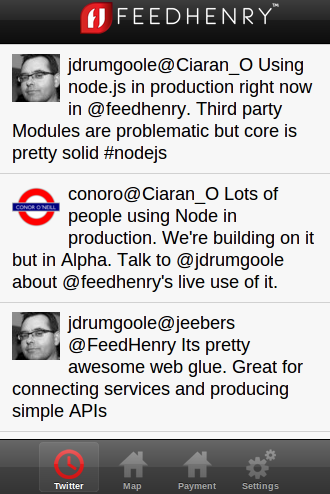 FEEDHENRY™
jdrumgoole@Ciaran_O Using
node.js in production right now
in @feedhenry. Third party
Modules are problematic but core is
pretty solid #nodejs
CONOR O'NEILL
conoro@Ciaran_O Lots of
people using Node in
production. We're building on it
but in Alpha. Talk to @jdrumgoole
about @feedhenry's live use of it.
jdrumgoole@jeebers
@FeedHenry Its pretty
awesome web glue. Great for
connecting services and producing
simple APIs
Twitter Map Payment Settings